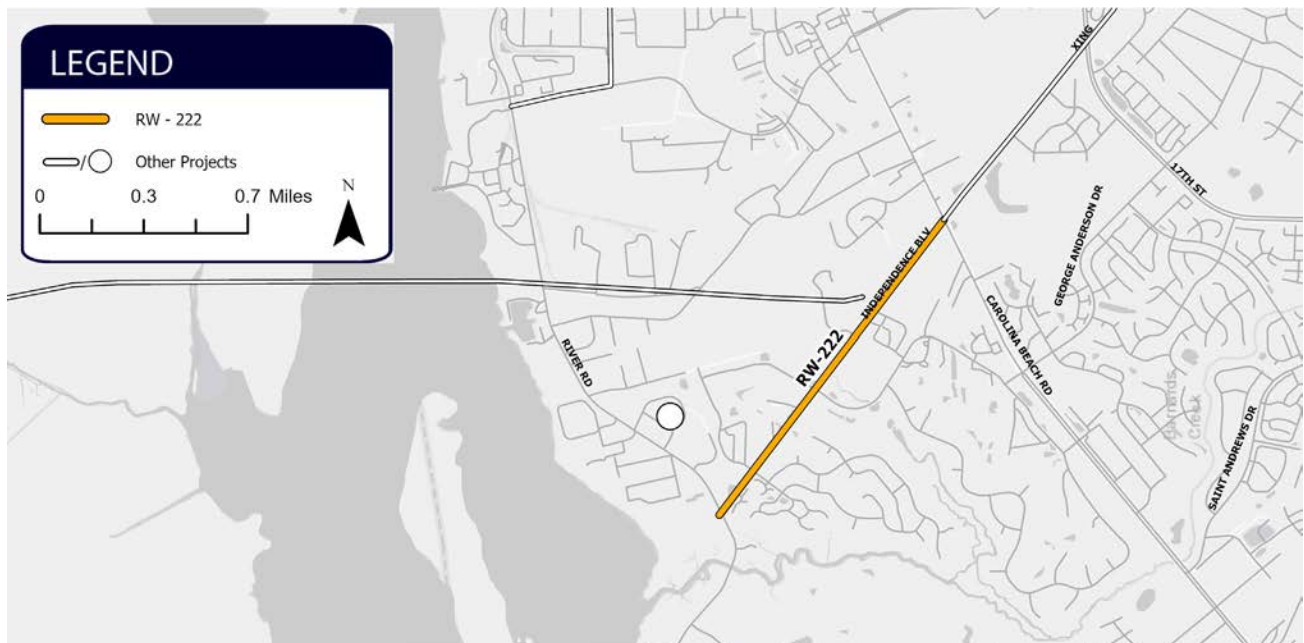 LEGEND
RW - 222
/ Other Projects
0 0.3 0.7 Miles
N
XING
17TH ST
GEORGE ANDERSON DR
INDEPENDENCE BLV
CAROLINA BEACH RD
RIVER RD
RW-222
Creek
SAINT ANDREWS DR